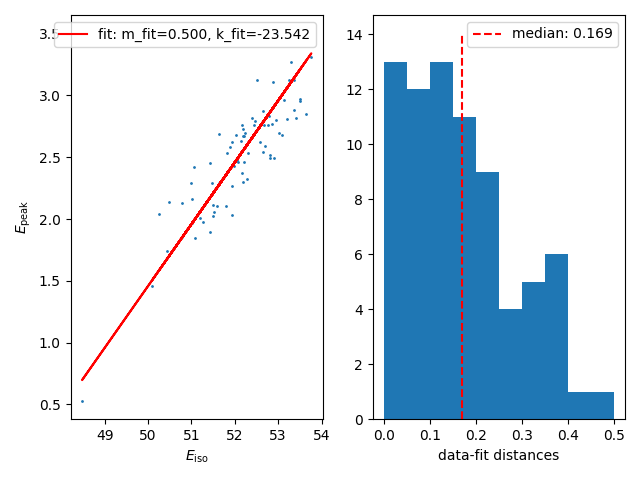 fit: m_fit=0.500, k_fit=-23.542
3.5
3.0
2.5
2.0
1.5
1.0
0.5
E_peak
49 50 51 52 53 54
E_iso
median: 0.169
14
12
10
8
6
4
2
0
0.0 0.1 0.2 0.3 0.4 0.5
data-fit distances